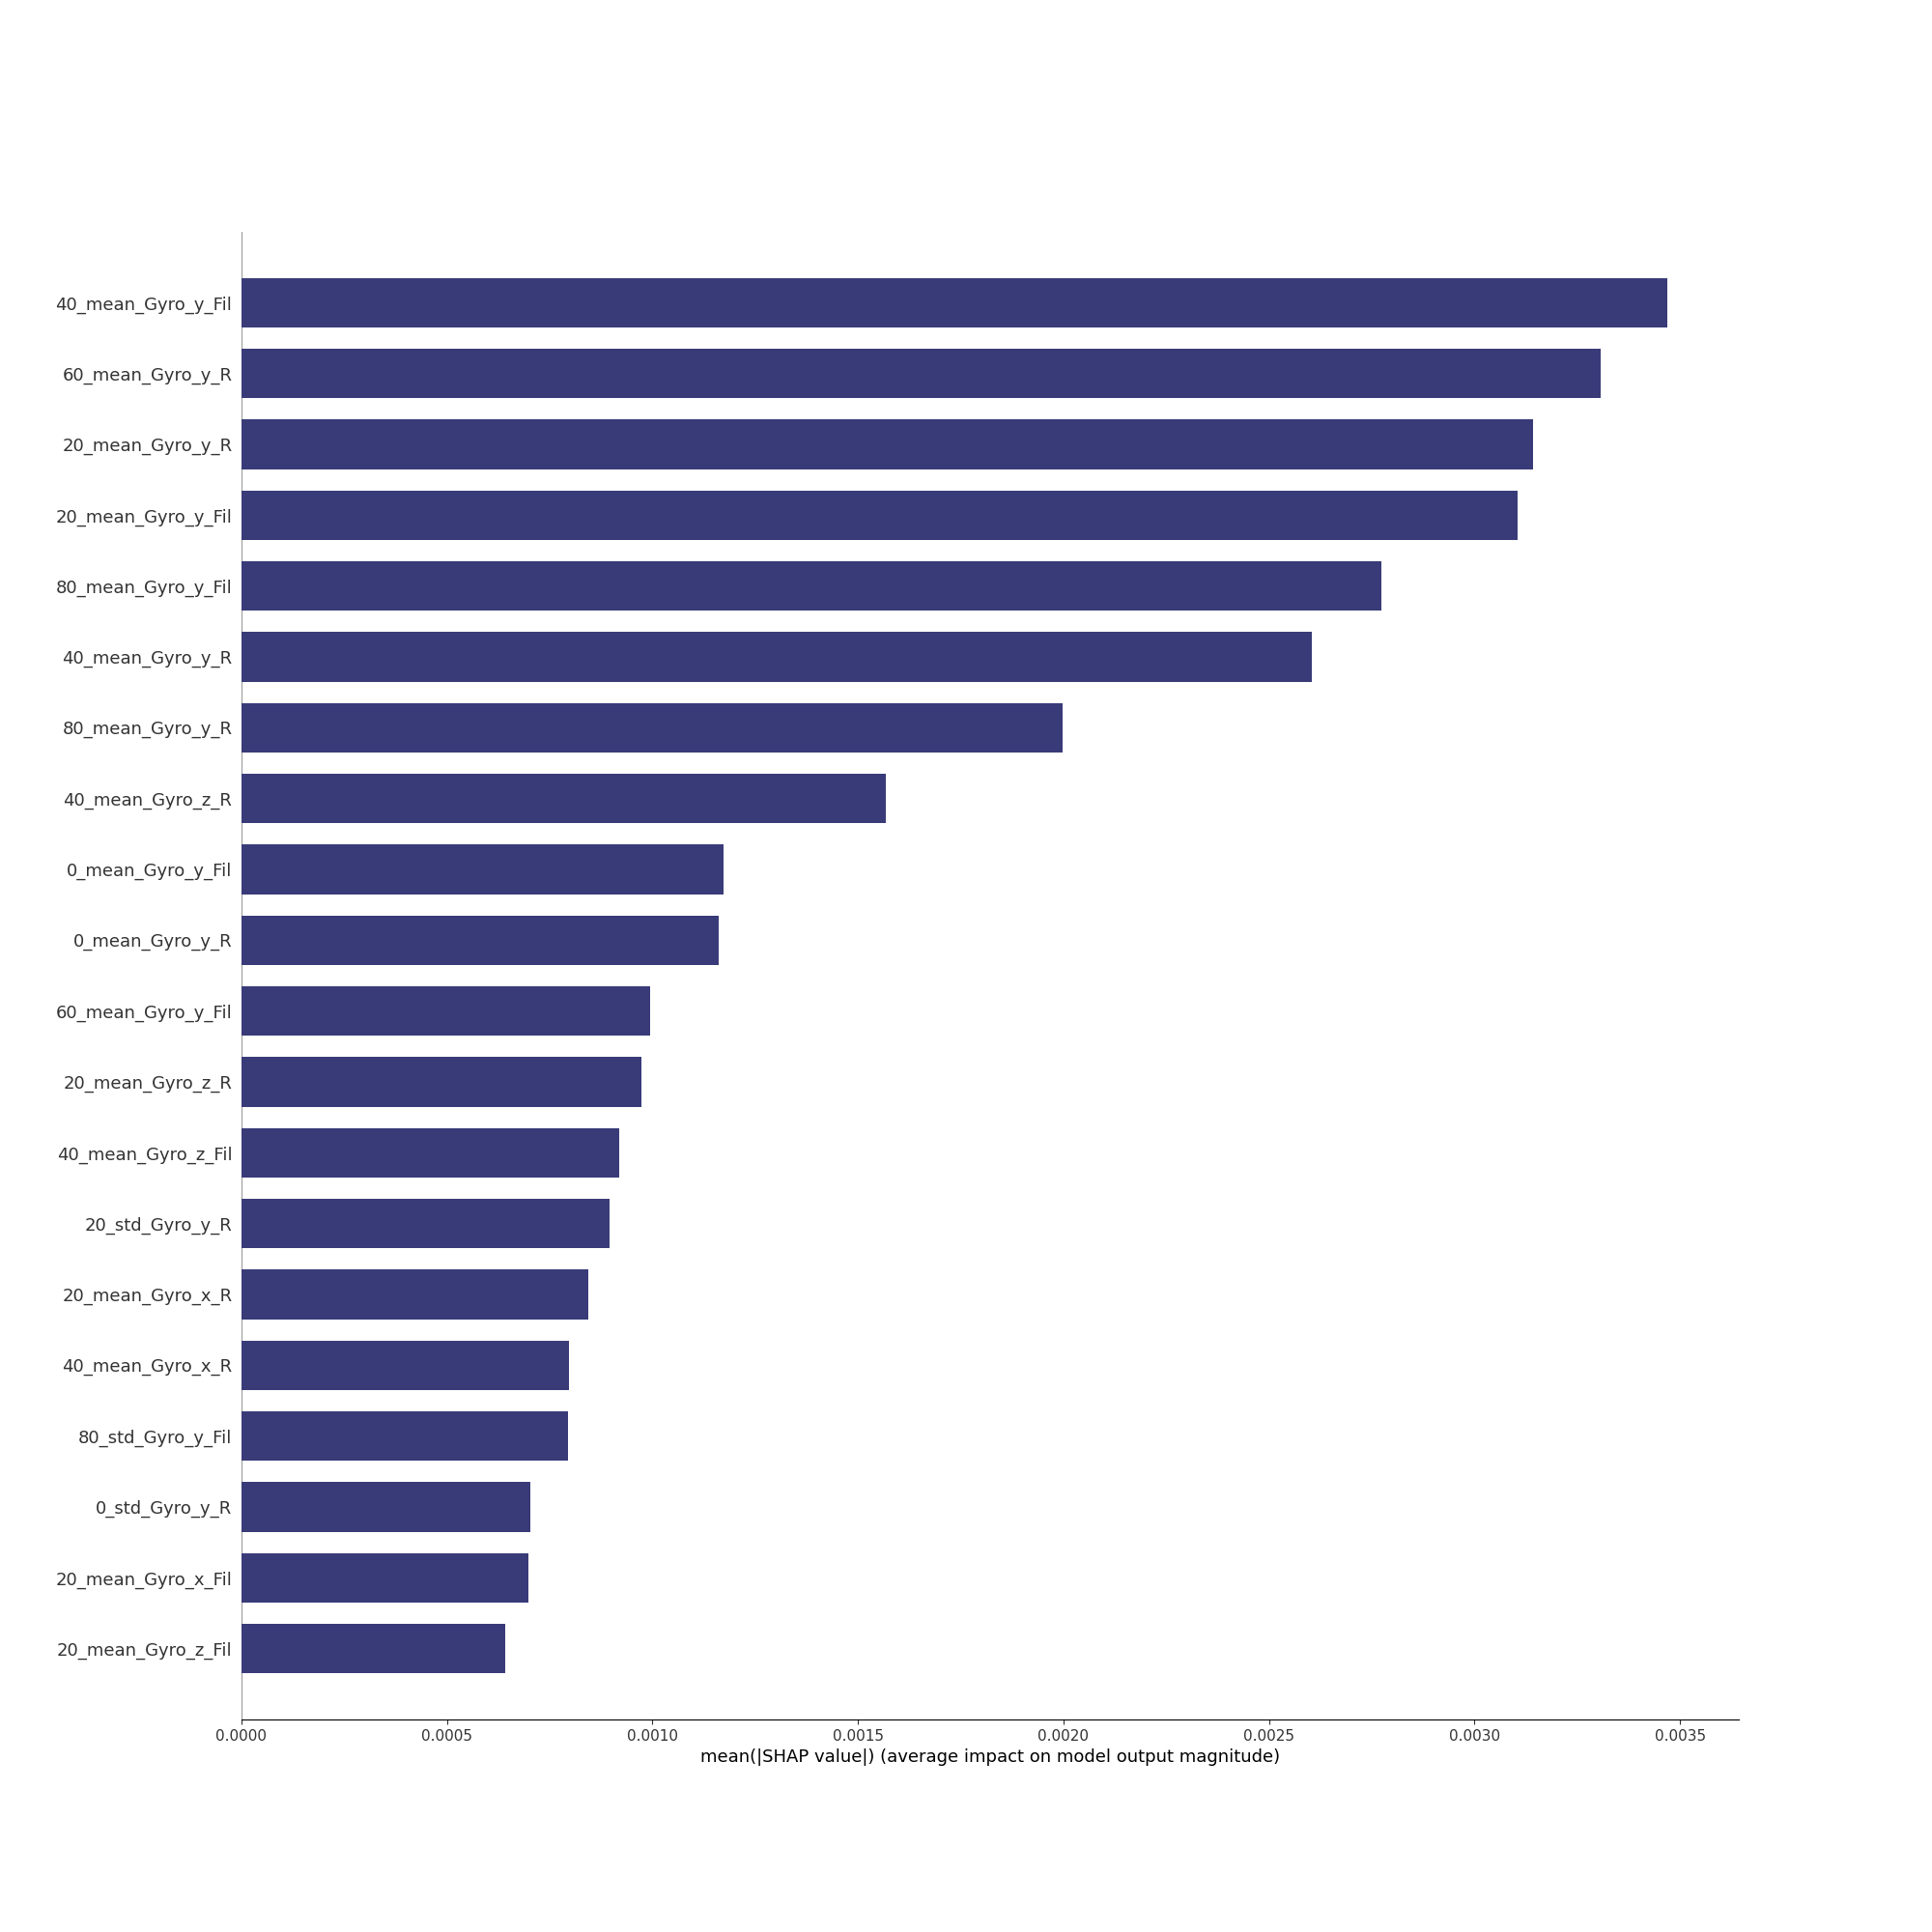 40_mean_Gyro_y_Fil
60_mean_Gyro_y_R
20_mean_Gyro_y_R
20_mean_Gyro_y_Fil
80_mean_Gyro_y_Fil
40_mean_Gyro_y_R
80_mean_Gyro_y_R
40_mean_Gyro_z_R
0_mean_Gyro_y_Fil
0_mean_Gyro_y_R
60_mean_Gyro_y_Fil
20_mean_Gyro_z_R
40_mean_Gyro_z_Fil
20_std_Gyro_y_R
20_mean_Gyro_x_R
40_mean_Gyro_x_R
80_std_Gyro_y_Fil
0_std_Gyro_y_R
20_mean_Gyro_x_Fil
20_mean_Gyro_z_Fil
0.0000 0.0005 0.0010 0.0015 0.0020 0.0025 0.0030 0.0035
mean(|SHAP value|) (average impact on model output magnitude)